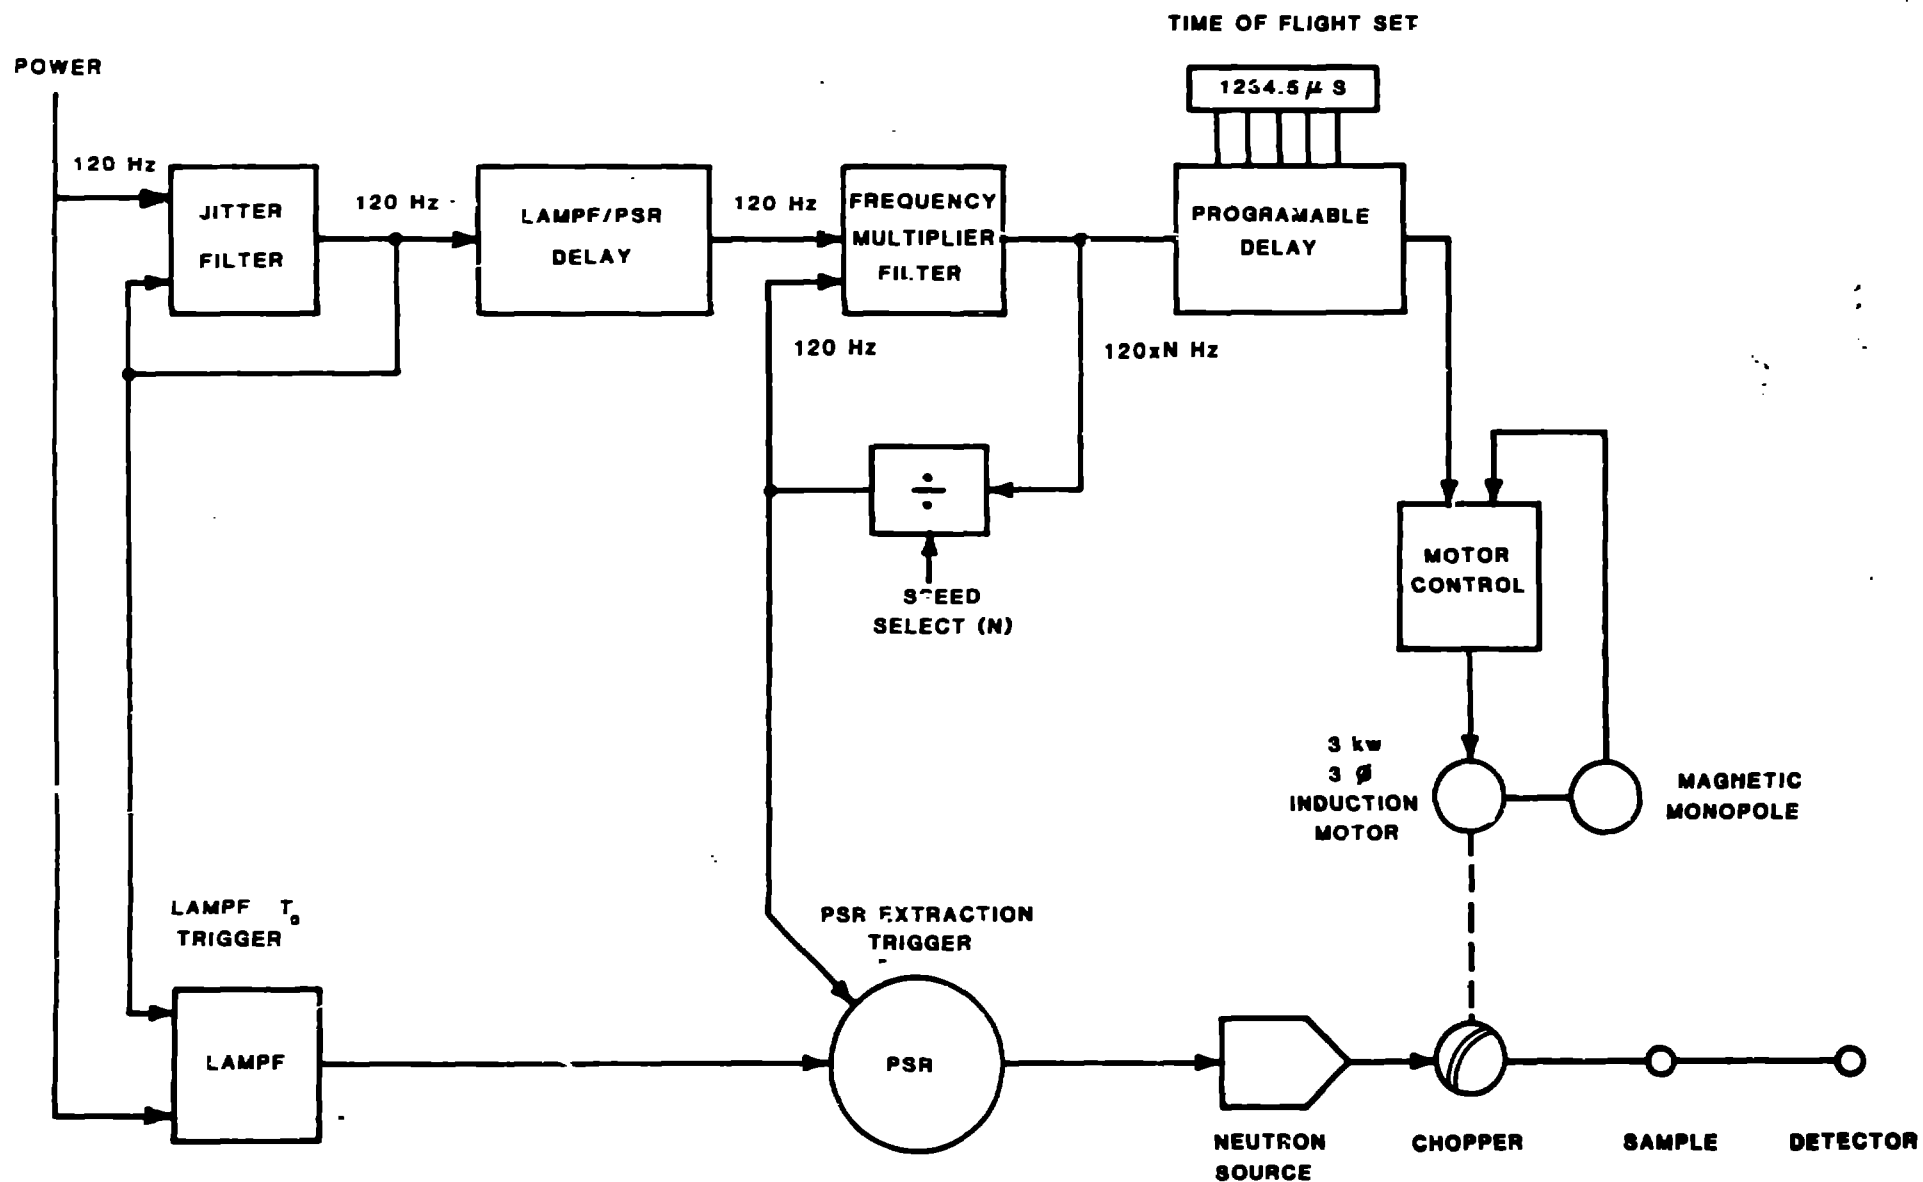 TIME OF FLIGHT SET
POWER
1234.5 μ S
120 Hz
JITTER
FILTER
120 Hz
LAMPF/PSR
DELAY
120 Hz
FREQUENCY
MULTIPLIER
FILTER
PROGRAMABLE
DELAY
120 Hz
120xN Hz
÷
SPEED
SELECT (N)
MOTOR
CONTROL
3 kw
3 Ø
INDUCTION
MOTOR
MAGNETIC
MONOPOLE
LAMPF T₀
TRIGGER
PSR EXTRACTION
TRIGGER
LAMPF
PSR
NEUTRON
SOURCE
CHOPPER
SAMPLE
DETECTOR